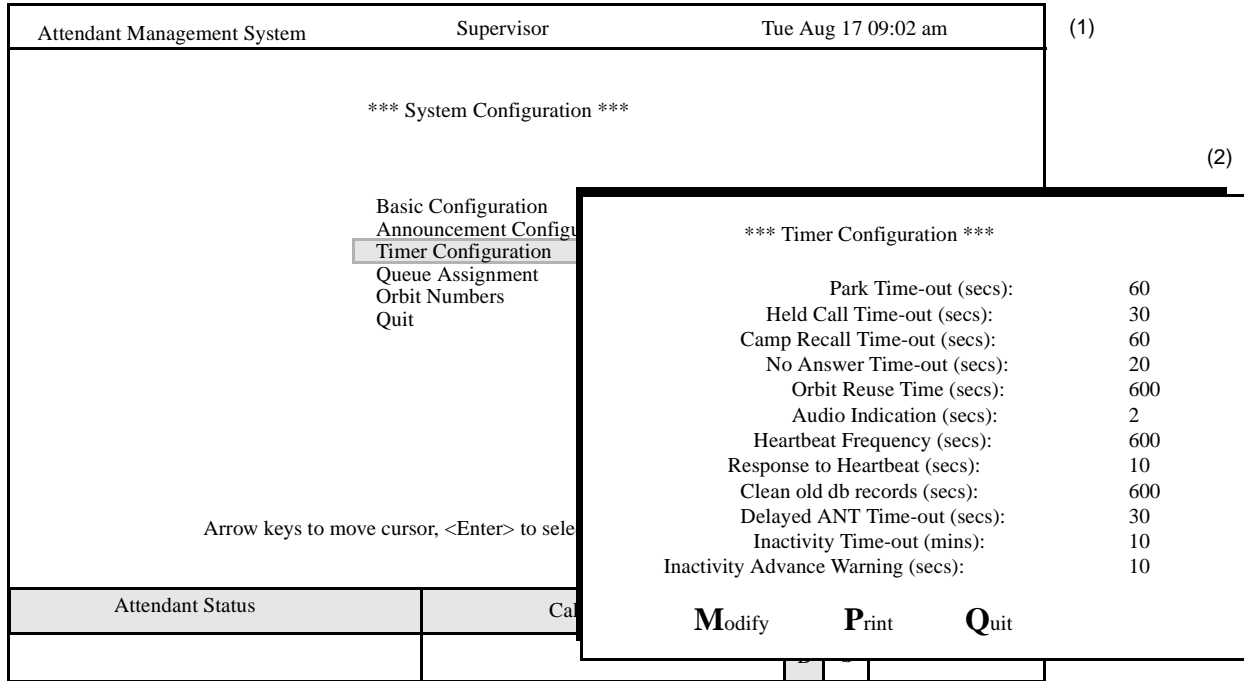 Attendant Management System Supervisor Tue Aug 17 09:02 am (1)
*** System Configuration ***
(2)
Basic Configuration
Announcement Configu
Timer Configuration
Queue Assignment
Orbit Numbers
Quit
Arrow keys to move cursor, <Enter> to sele
Attendant Status Cal
*** Timer Configuration ***
Park Time-out (secs): 60
Held Call Time-out (secs): 30
Camp Recall Time-out (secs): 60
No Answer Time-out (secs): 20
Orbit Reuse Time (secs): 600
Audio Indication (secs): 2
Heartbeat Frequency (secs): 600
Response to Heartbeat (secs): 10
Clean old db records (secs): 600
Delayed ANT Time-out (secs): 30
Inactivity Time-out (mins): 10
Inactivity Advance Warning (secs): 10
Modify Print Quit